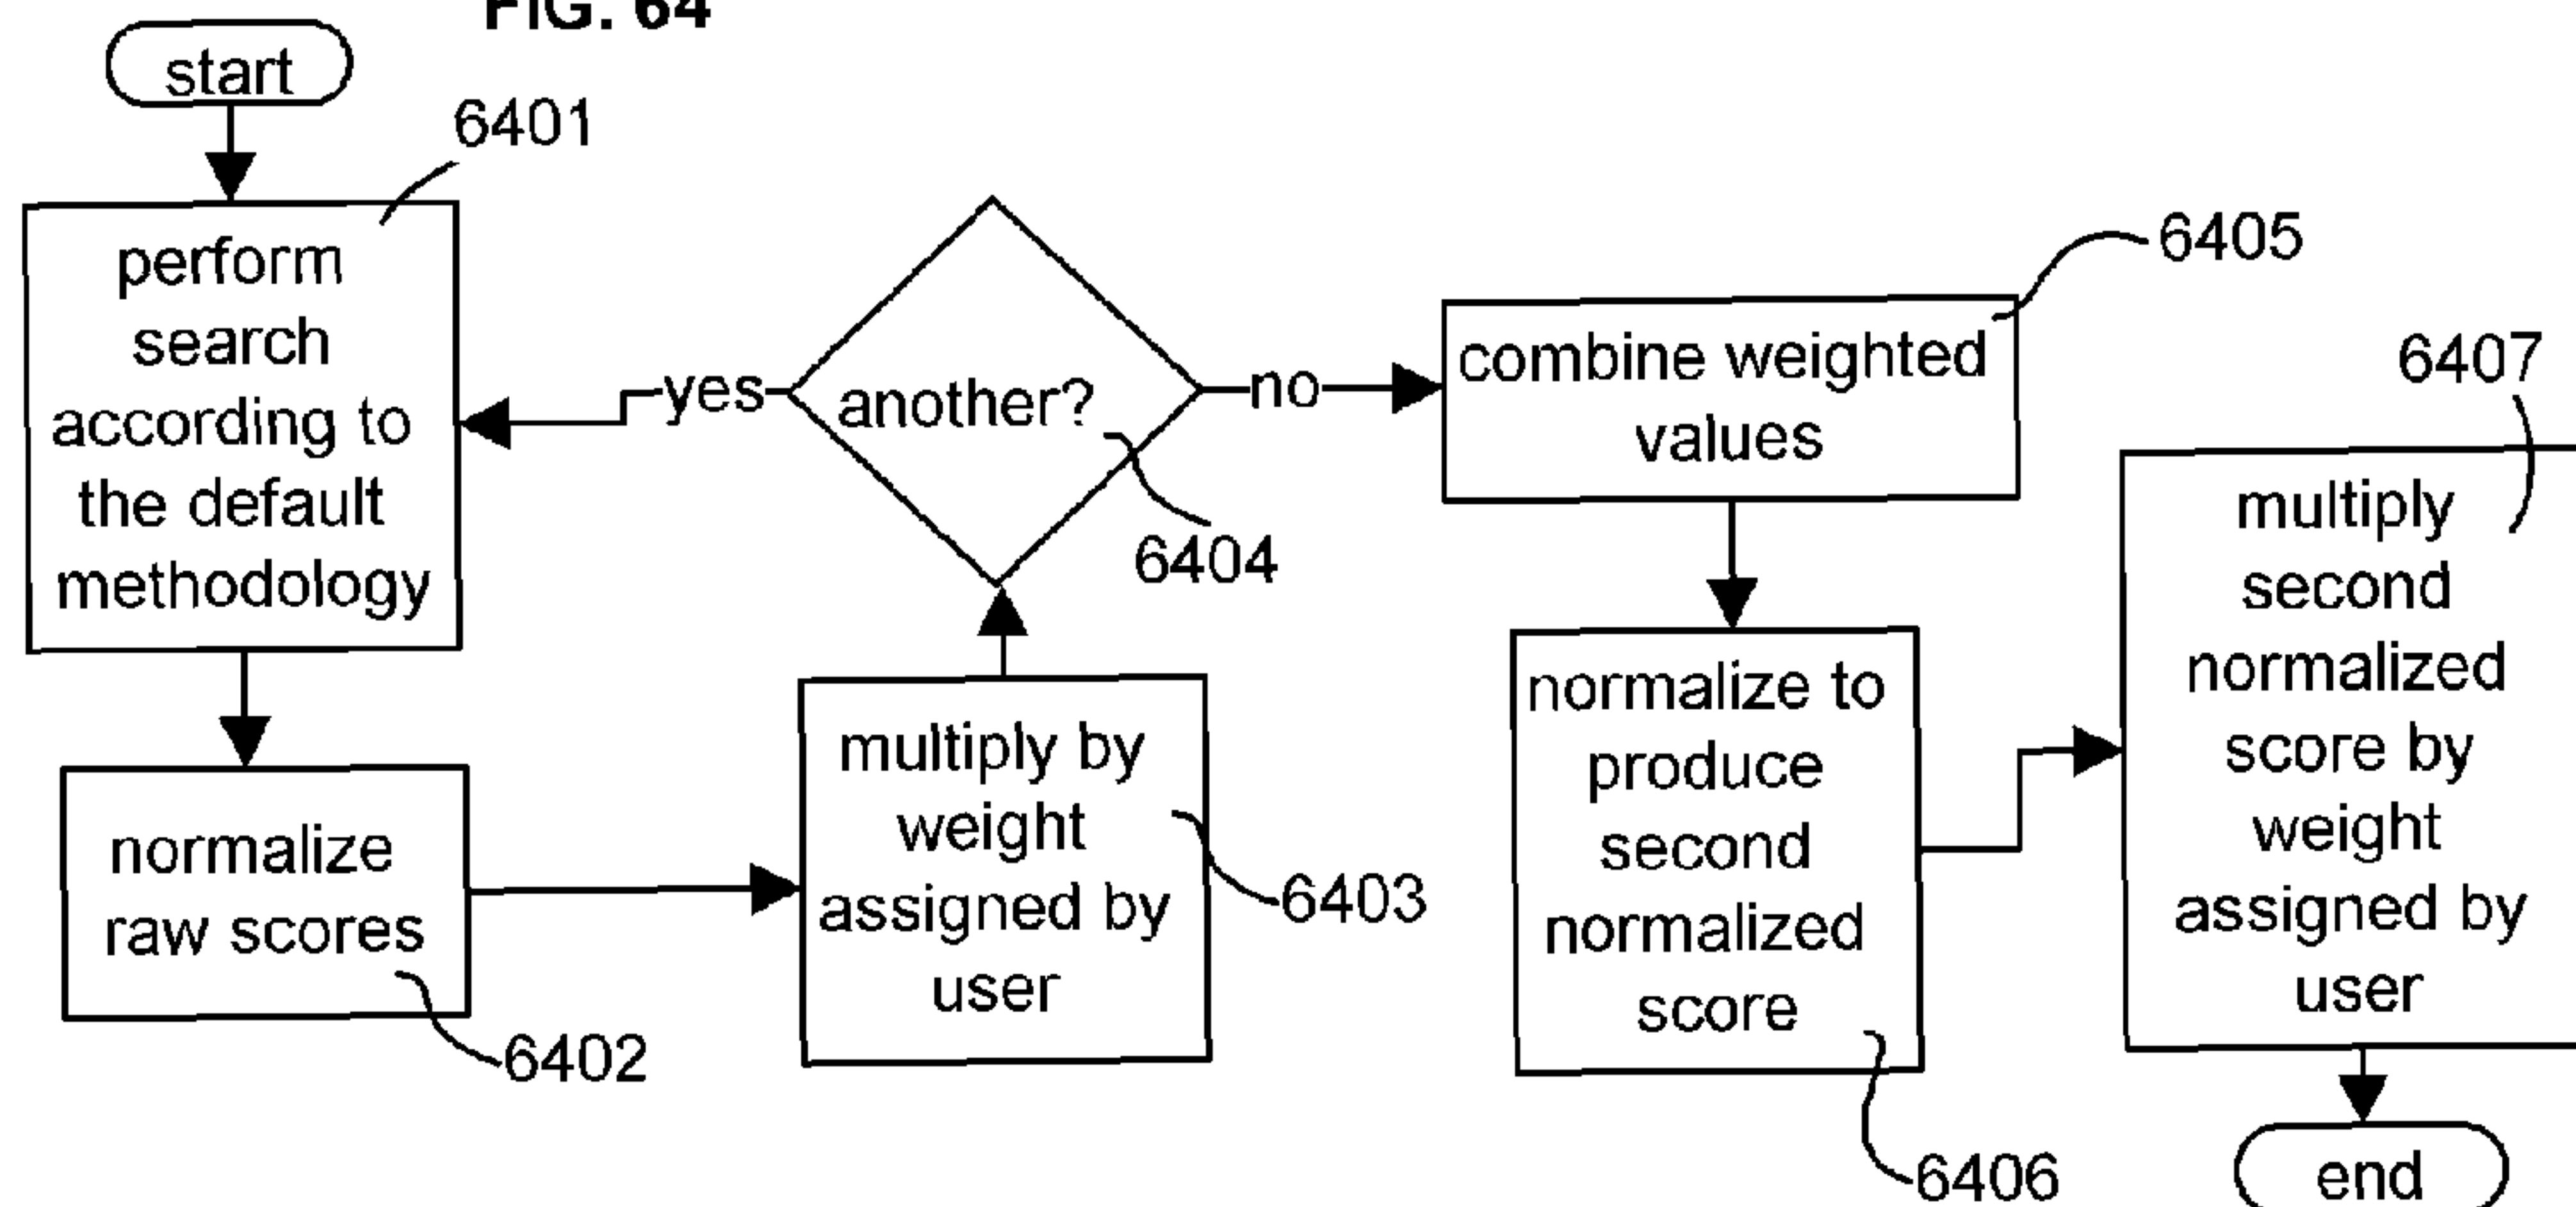 FIG. 64
start
6401
perform
search
according to
the default
methodology
normalize
raw scores
6402
multiply by
weight
assigned by
user
6403
another?
6404
yes
no
combine weighted
values
6405
normalize to
produce
second
normalized
score
6406
multiply
second
normalized
score by
weight
assigned by
user
6407
end